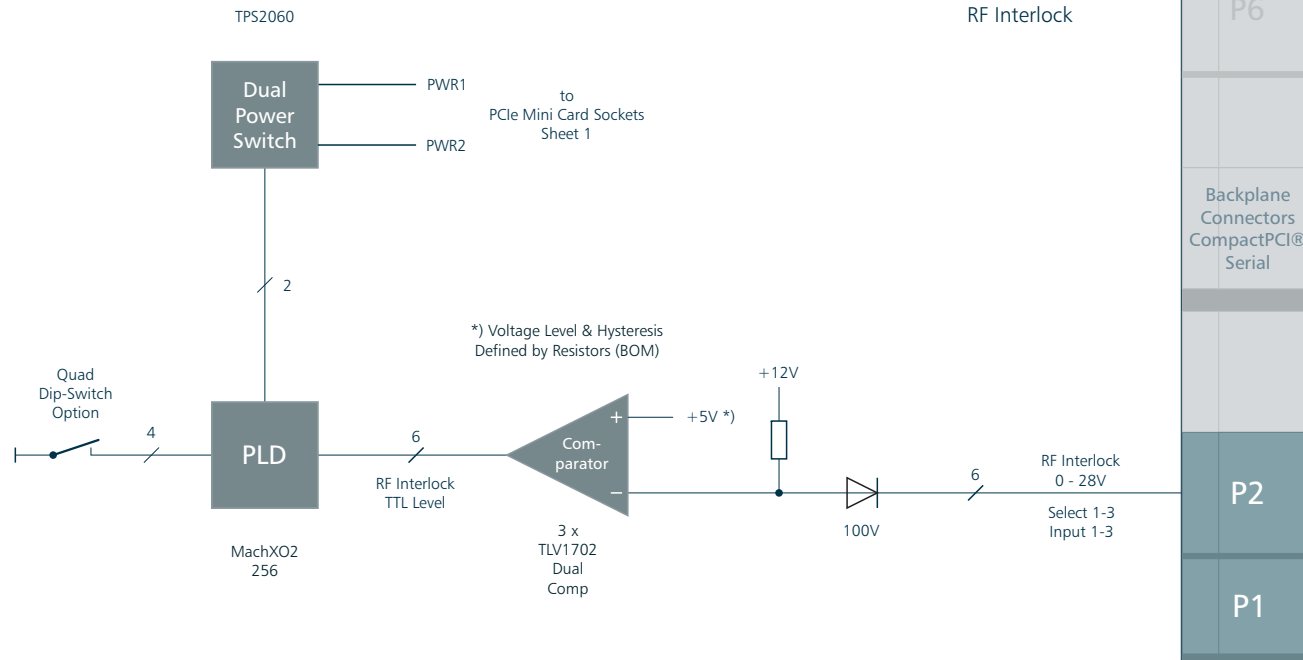 TPS2060
RF Interlock
P6
Dual
Power
Switch
PWR1
PWR2
to
PCIe Mini Card Sockets
Sheet 1
Backplane
Connectors
CompactPCI®
Serial
2
*) Voltage Level & Hysteresis
Defined by Resistors (BOM)
Quad
Dip-Switch
Option
4
PLD
MachXO2
256
6
RF Interlock
TTL Level
+
Com-
parator
−
+5V *)
3 x
TLV1702
Dual
Comp
+12V
100V
6
RF Interlock
0 - 28V
Select 1-3
Input 1-3
P2
P1